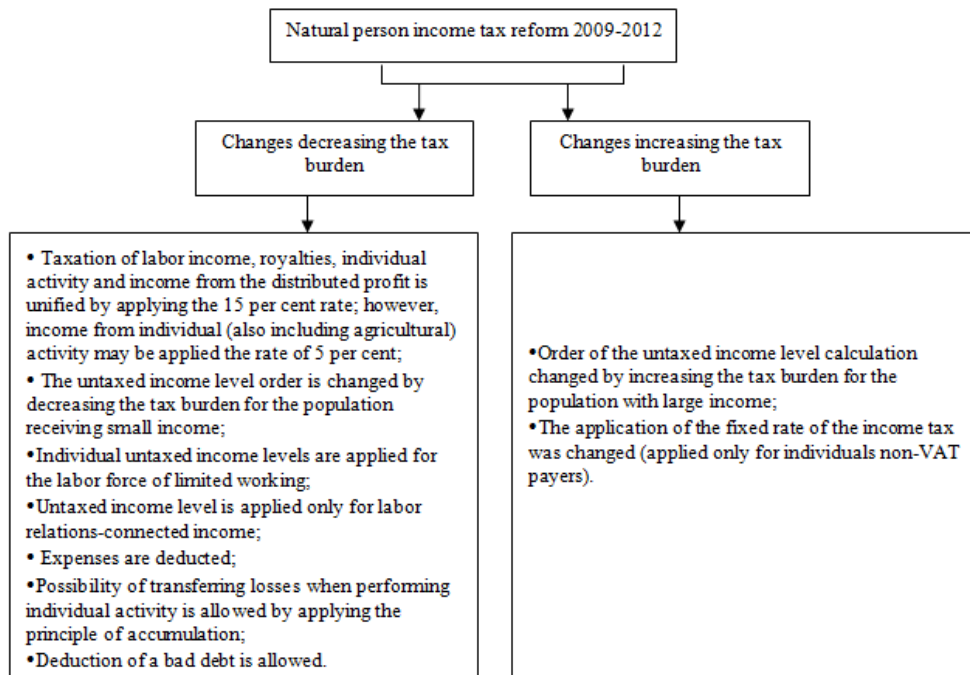 Natural person income tax reform 2009-2012
Changes decreasing the tax
burden
Changes increasing the tax
burden
• Taxation of labor income, royalties, individual
activity and income from the distributed profit is
unified by applying the 15 per cent rate; however,
income from individual (also including agricultural)
activity may be applied the rate of 5 per cent;
• The untaxed income level order is changed by
decreasing the tax burden for the population
receiving small income;
•Individual untaxed income levels are applied for
the labor force of limited working;
•Untaxed income level is applied only for labor
relations-connected income;
• Expenses are deducted;
•Possibility of transferring losses when performing
individual activity is allowed by applying the
principle of accumulation;
•Deduction of a bad debt is allowed.
•Order of the untaxed income level calculation
changed by increasing the tax burden for the
population with large income;
•The application of the fixed rate of the income tax
was changed (applied only for individuals non-VAT
payers).